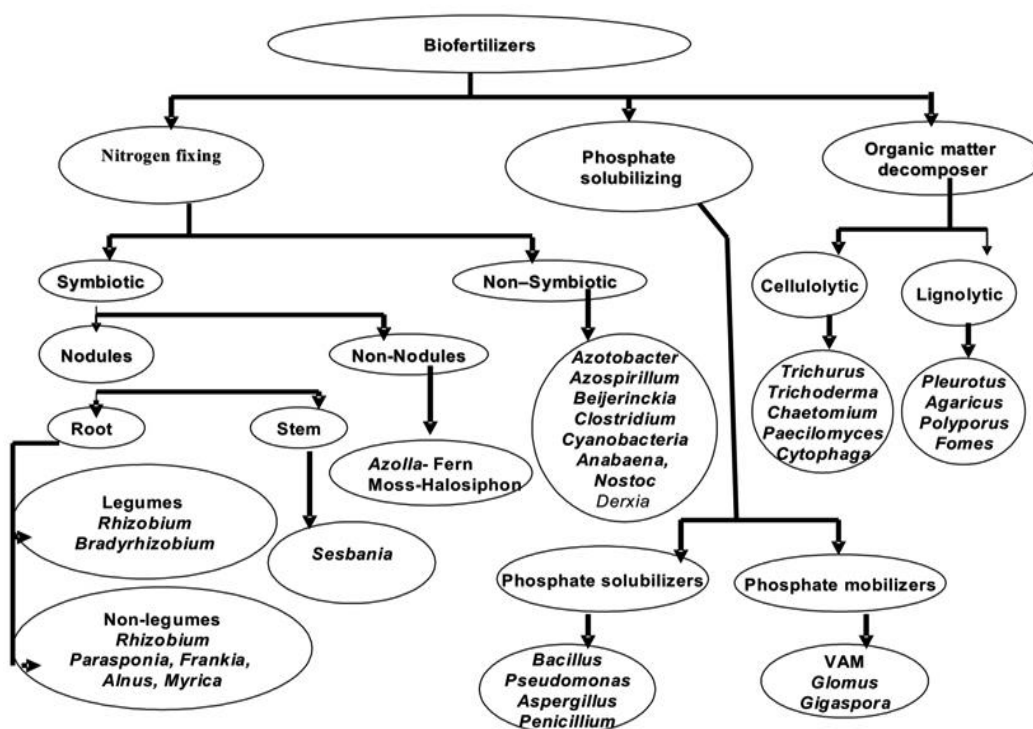 Biofertilizers
Nitrogen fixing
Phosphate
solubilizing
Organic matter
decomposer
Symbiotic
Non–Symbiotic
Cellulolytic
Lignolytic
Nodules
Non-Nodules
Azotobacter
Azospirillum
Beijerinckia
Clostridium
Cyanobacteria
Anabaena,
Nostoc
Derxia
Trichurus
Trichoderma
Chaetomium
Paecilomyces
Cytophaga
Pleurotus
Agaricus
Polyporus
Fomes
Root
Stem
Azolla- Fern
Moss-Halosiphon
Legumes
Rhizobium
Bradyrhizobium
Sesbania
Phosphate solubilizers
Phosphate mobilizers
Non-legumes
Rhizobium
Parasponia, Frankia,
Alnus, Myrica
Bacillus
Pseudomonas
Aspergillus
Penicillium
VAM
Glomus
Gigaspora